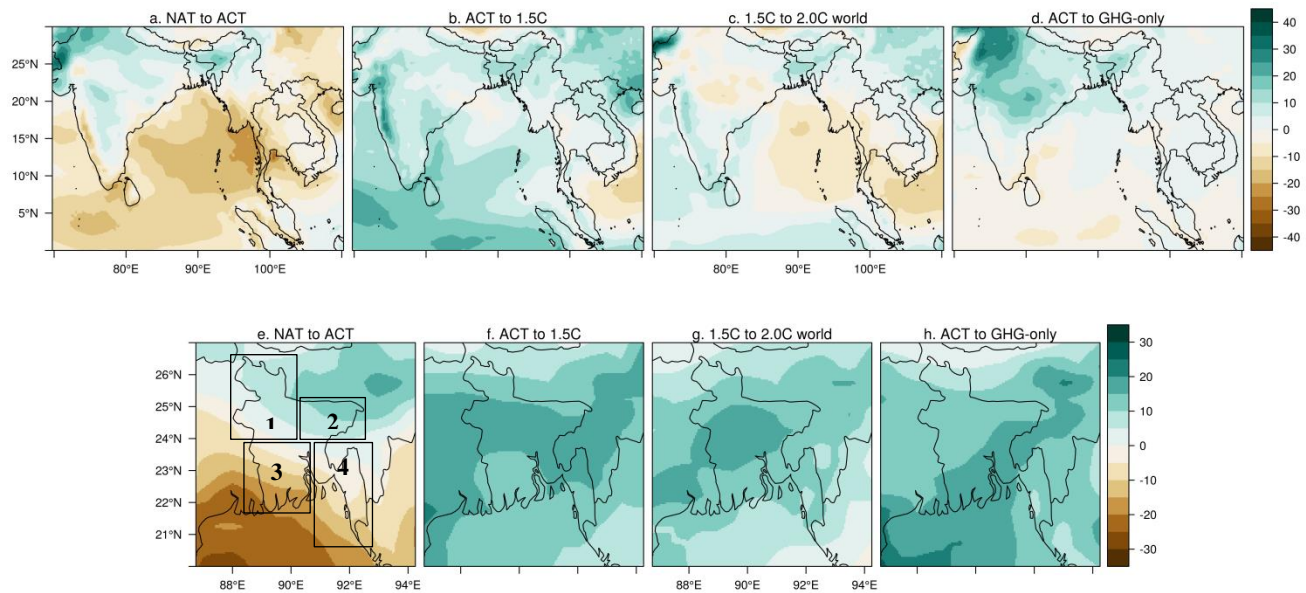 a. NAT to ACT
b. ACT to 1.5C
c. 1.5C to 2.0C world
d. ACT to GHG-only
25°N
20°N
15°N
10°N
5°N
80°E
90°E
100°E
80°E
90°E
100°E
40
30
20
10
0
-10
-20
-30
-40
e. NAT to ACT
f. ACT to 1.5C
g. 1.5C to 2.0C world
h. ACT to GHG-only
26°N
25°N
24°N
23°N
22°N
21°N
1
2
3
4
88°E
90°E
92°E
94°E
88°E
90°E
92°E
94°E
30
20
10
0
-10
-20
-30